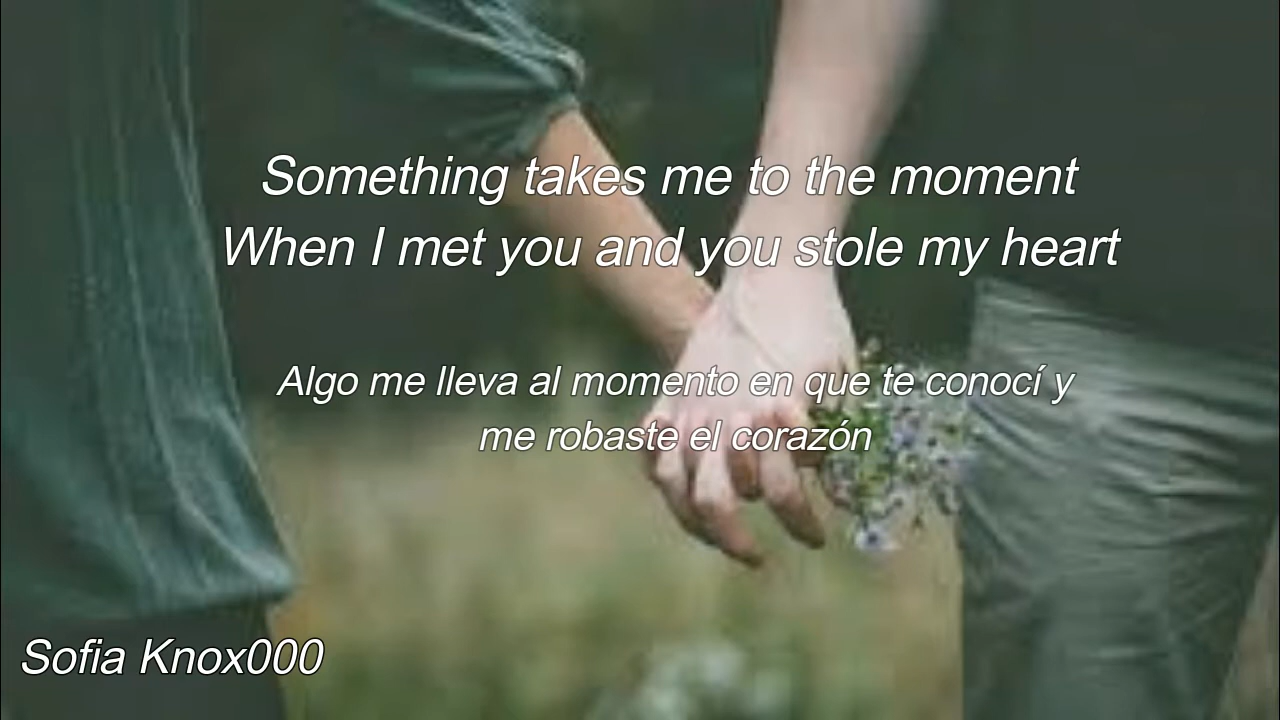 Something takes me to the moment
When I met you and you stole my heart
Algo me lleva al momento en que te conocí y
me robaste el corazón
Sofia Knox000